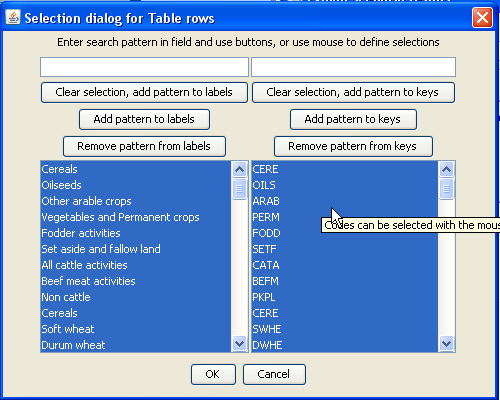 Selection dialog for Table rows
Enter search pattern in field and use buttons, or use mouse to define selections
Clear selection, add pattern to labels Clear selection, add pattern to keys
Add pattern to labels Add pattern to keys
Remove pattern from labels Remove pattern from keys
Cereals CERE
Oilseeds OILS
Other arable crops ARAB
Vegetables and Permanent crops PERM
Fodder activities FODD
Codes can be selected with the mous
Set aside and fallow land SETF
All cattle activities CATA
Beef meat activities BEFM
Non cattle PKPL
Cereals CERE
Soft wheat SWHE
Durum wheat DWHE
OK Cancel